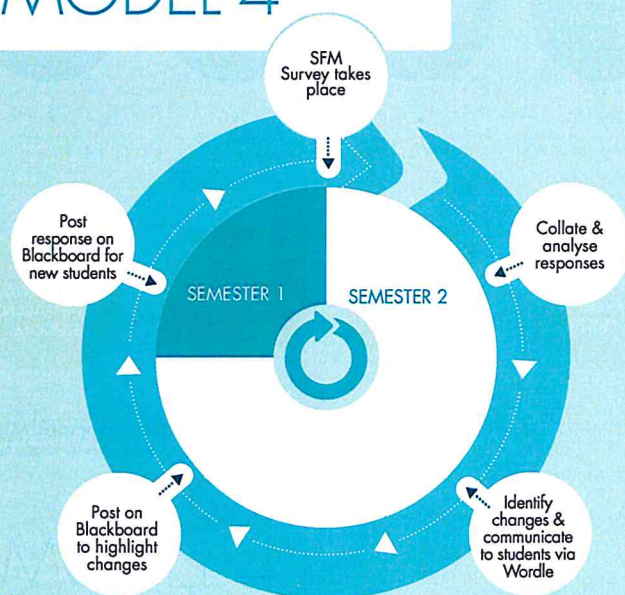 MODEL 4
SFM
Survey takes
place
Collate &
analyse
responses
Identify
changes &
communicate
to students via
Wordle
Post on
Blackboard
to highlight
changes
Post
response on
Blackboard for
new students
SEMESTER 1
SEMESTER 2